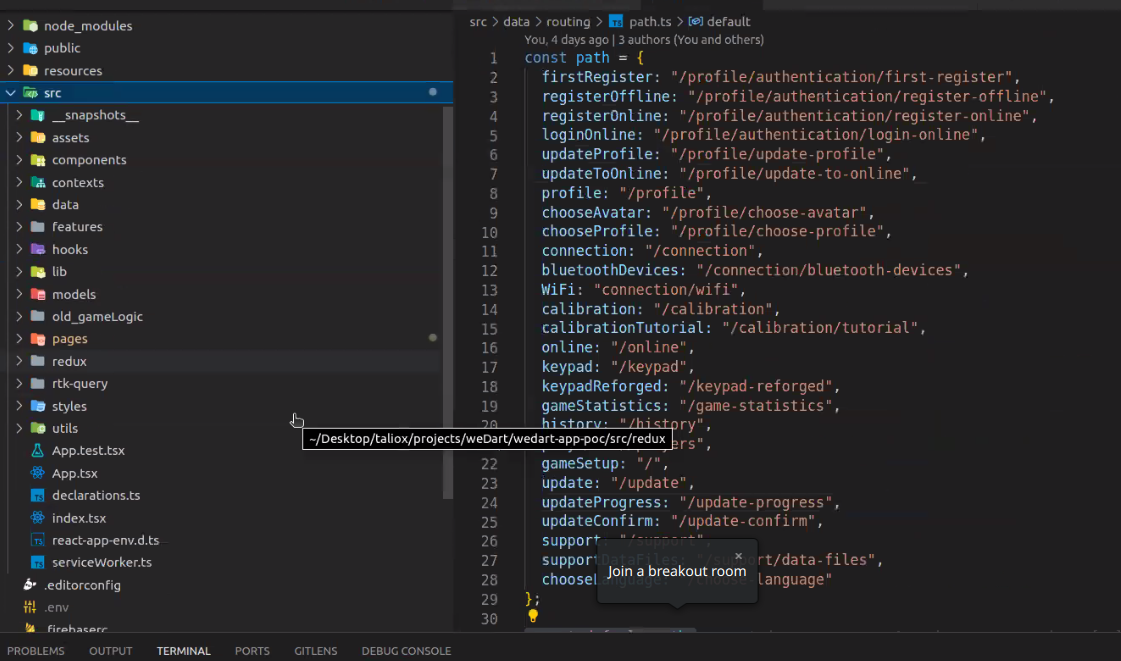 node_modules
public
resources
src
__snapshots__
assets
components
contexts
data
features
hooks
lib
models
old_gameLogic
pages
redux
rtk-query
styles
utils
App.test.tsx
App.tsx
declarations.ts
index.tsx
react-app-env.d.ts
serviceWorker.ts
.editorconfig
.env
.firebaserc
~/Desktop/taliox/projects/weDart/wedart-app-poc/src/redux
src > data > routing > TS path.ts > default
You, 4 days ago | 3 authors (You and others)
1 const path = {
2 firstRegister: "/profile/authentication/first-register",
3 registerOffline: "/profile/authentication/register-offline",
4 registerOnline: "/profile/authentication/register-online",
5 loginOnline: "/profile/authentication/login-online",
6 updateProfile: "/profile/update-profile",
7 updateToOnline: "/profile/update-to-online",
8 profile: "/profile",
9 chooseAvatar: "/profile/choose-avatar",
10 chooseProfile: "/profile/choose-profile",
11 connection: "/connection",
12 bluetoothDevices: "/connection/bluetooth-devices",
13 WiFi: "connection/wifi",
14 calibration: "/calibration",
15 calibrationTutorial: "/calibration/tutorial",
16 online: "/online",
17 keypad: "/keypad",
18 keypadReforged: "/keypad-reforged",
19 gameStatistics: "/game-statistics",
20 history: "/history",
22 gameSetup: "/",
23 update: "/update",
24 updateProgress: "/update-progress",
25 updateConfirm: "/update-confirm",
26 support: "/support",
27 supportDataFiles: "/support/data-files",
28 chooseLanguage: "/choose-language"
29 };
30
Join a breakout room
PROBLEMS OUTPUT TERMINAL PORTS GITLENS DEBUG CONSOLE